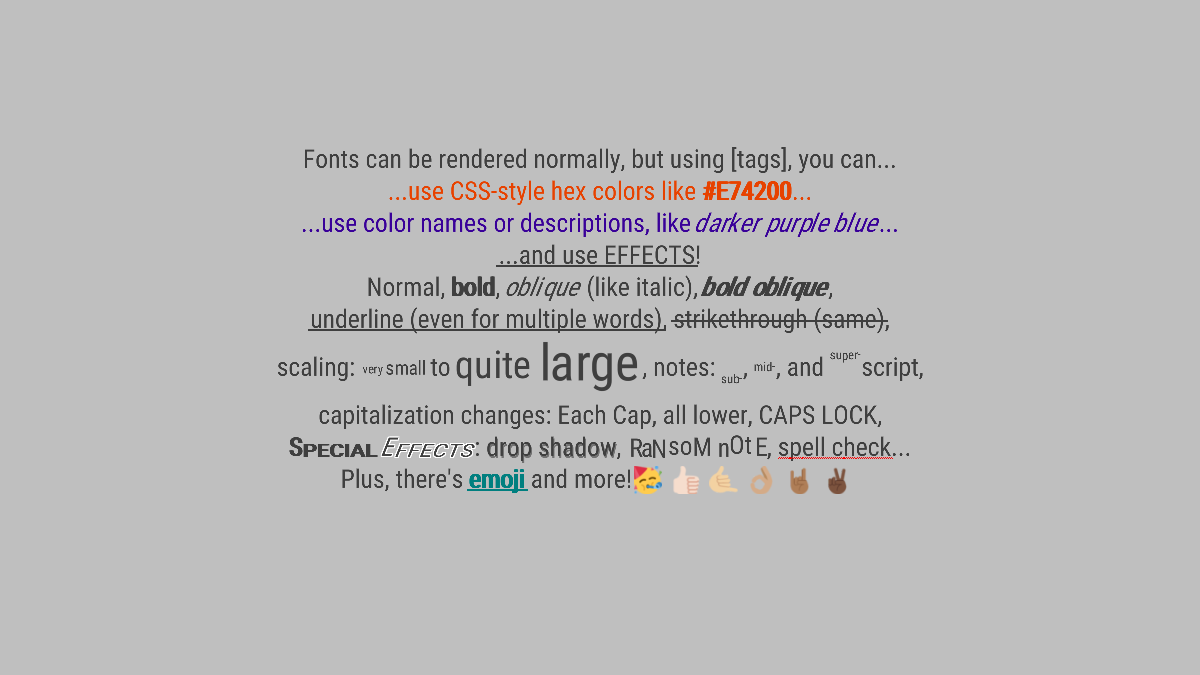 Fonts can be rendered normally, but using [tags], you can...
...use CSS-style hex colors like #E74200...
...use color names or descriptions, like darker purple blue...
...and use EFFECTS!
Normal, bold, oblique (like italic), bold oblique,
underline (even for multiple words), strikethrough (same),
scaling: very small to quite large, notes: sub-, mid-, and super-script,
capitalization changes: Each Cap, all lower, CAPS LOCK,
SPECIAL EFFECTS: drop shadow, RaNsoM nOtE, spell check...
Plus, there's emoji and more!🥳 👍🏻 🤙🏼 👌🏽 🤘🏾 ✌🏿